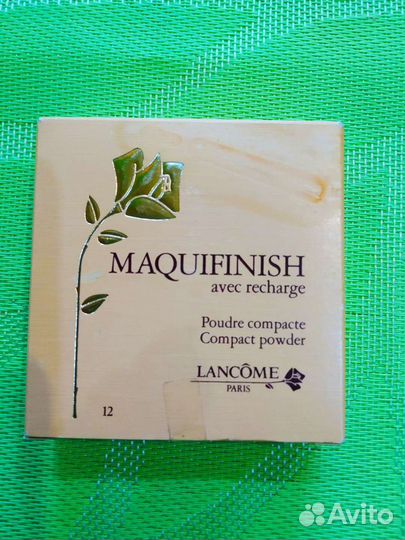 MAQUIFINISH
avec recharge
Poudre compacte
Compact powder
LANCÔME
PARIS
12
Avito